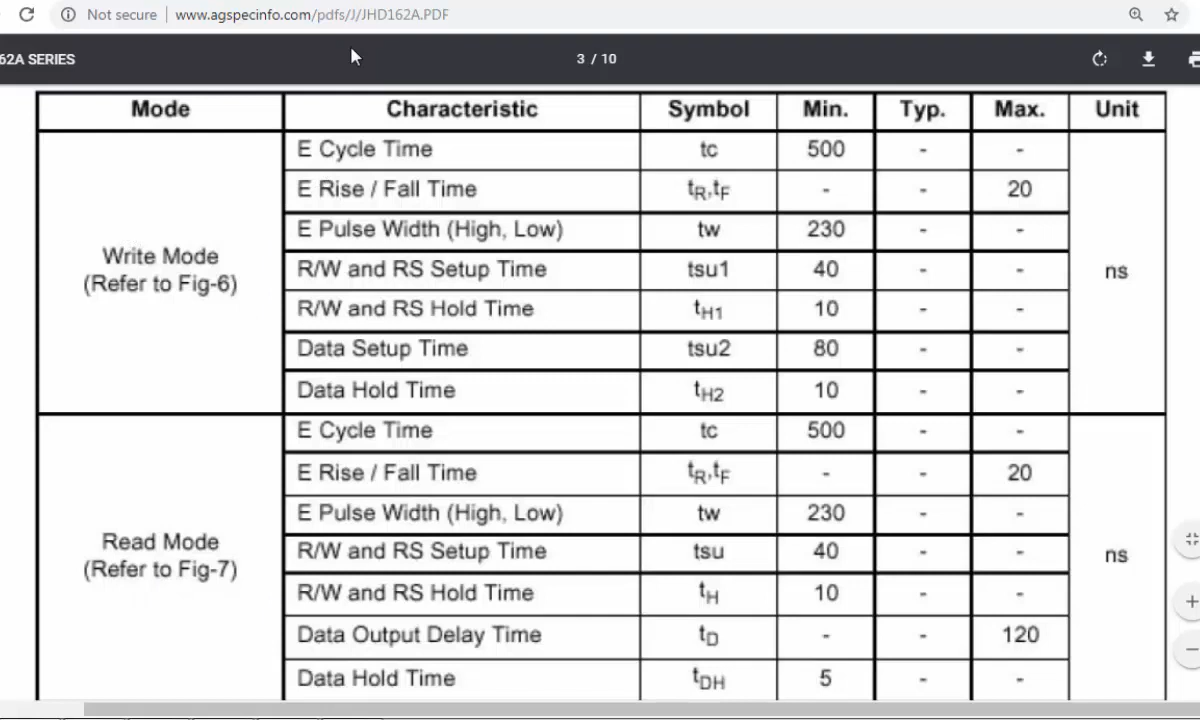 Not secure | www.agspecinfo.com/pdfs/J/JHD162A.PDF
62A SERIES 3 / 10
Mode Characteristic Symbol Min. Typ. Max. Unit
E Cycle Time tc 500 - -
E Rise / Fall Time tR,tF - - 20
E Pulse Width (High, Low) tw 230 - -
Write Mode
(Refer to Fig-6)
R/W and RS Setup Time tsu1 40 - - ns
R/W and RS Hold Time tH1 10 - -
Data Setup Time tsu2 80 - -
Data Hold Time tH2 10 - -
E Cycle Time tc 500 - -
E Rise / Fall Time tR,tF - - 20
E Pulse Width (High, Low) tw 230 - -
Read Mode
(Refer to Fig-7)
R/W and RS Setup Time tsu 40 - - ns
R/W and RS Hold Time tH 10 - -
Data Output Delay Time tD - - 120
Data Hold Time tDH 5 - -